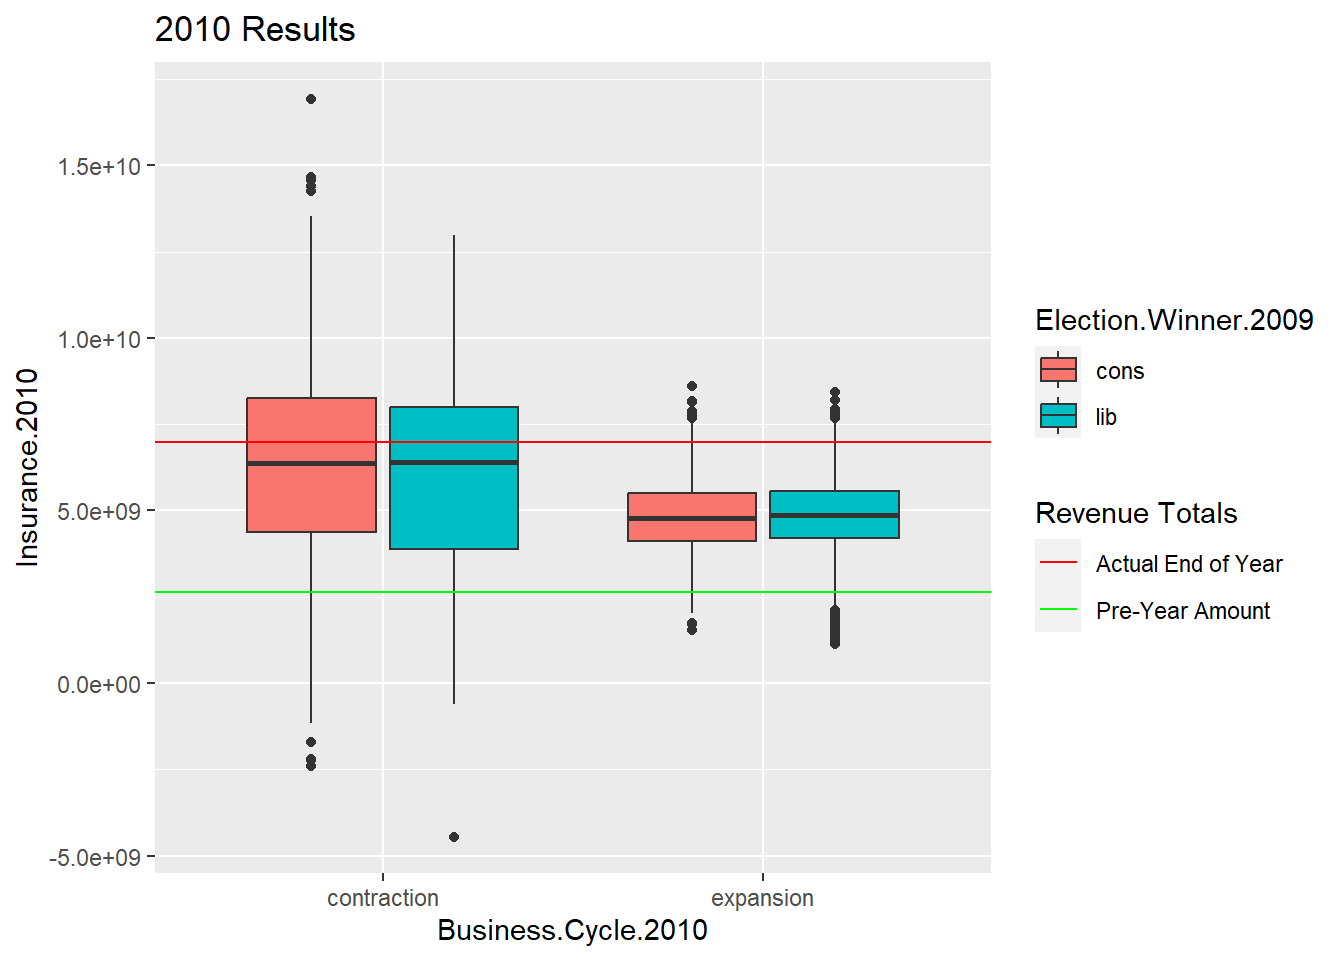 2010 Results
1.5e+10
1.0e+10
5.0e+09
0.0e+00
-5.0e+09
Insurance.2010
contraction
expansion
Business.Cycle.2010
Election.Winner.2009
cons
lib
Revenue Totals
Actual End of Year
Pre-Year Amount